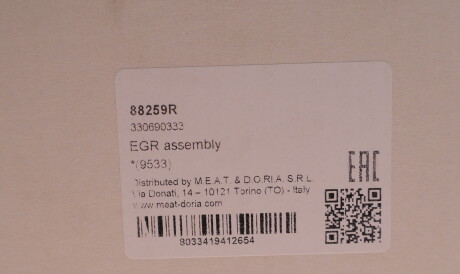 88259R
330690333
EGR assembly
*(9533)
Distributed by M.E.A.T. & D.O.R.I.A. S.R.L.
Via Donati, 14 – 10121 Torino (TO) - Italy
www.meat-doria.com
EAC
8033419412654